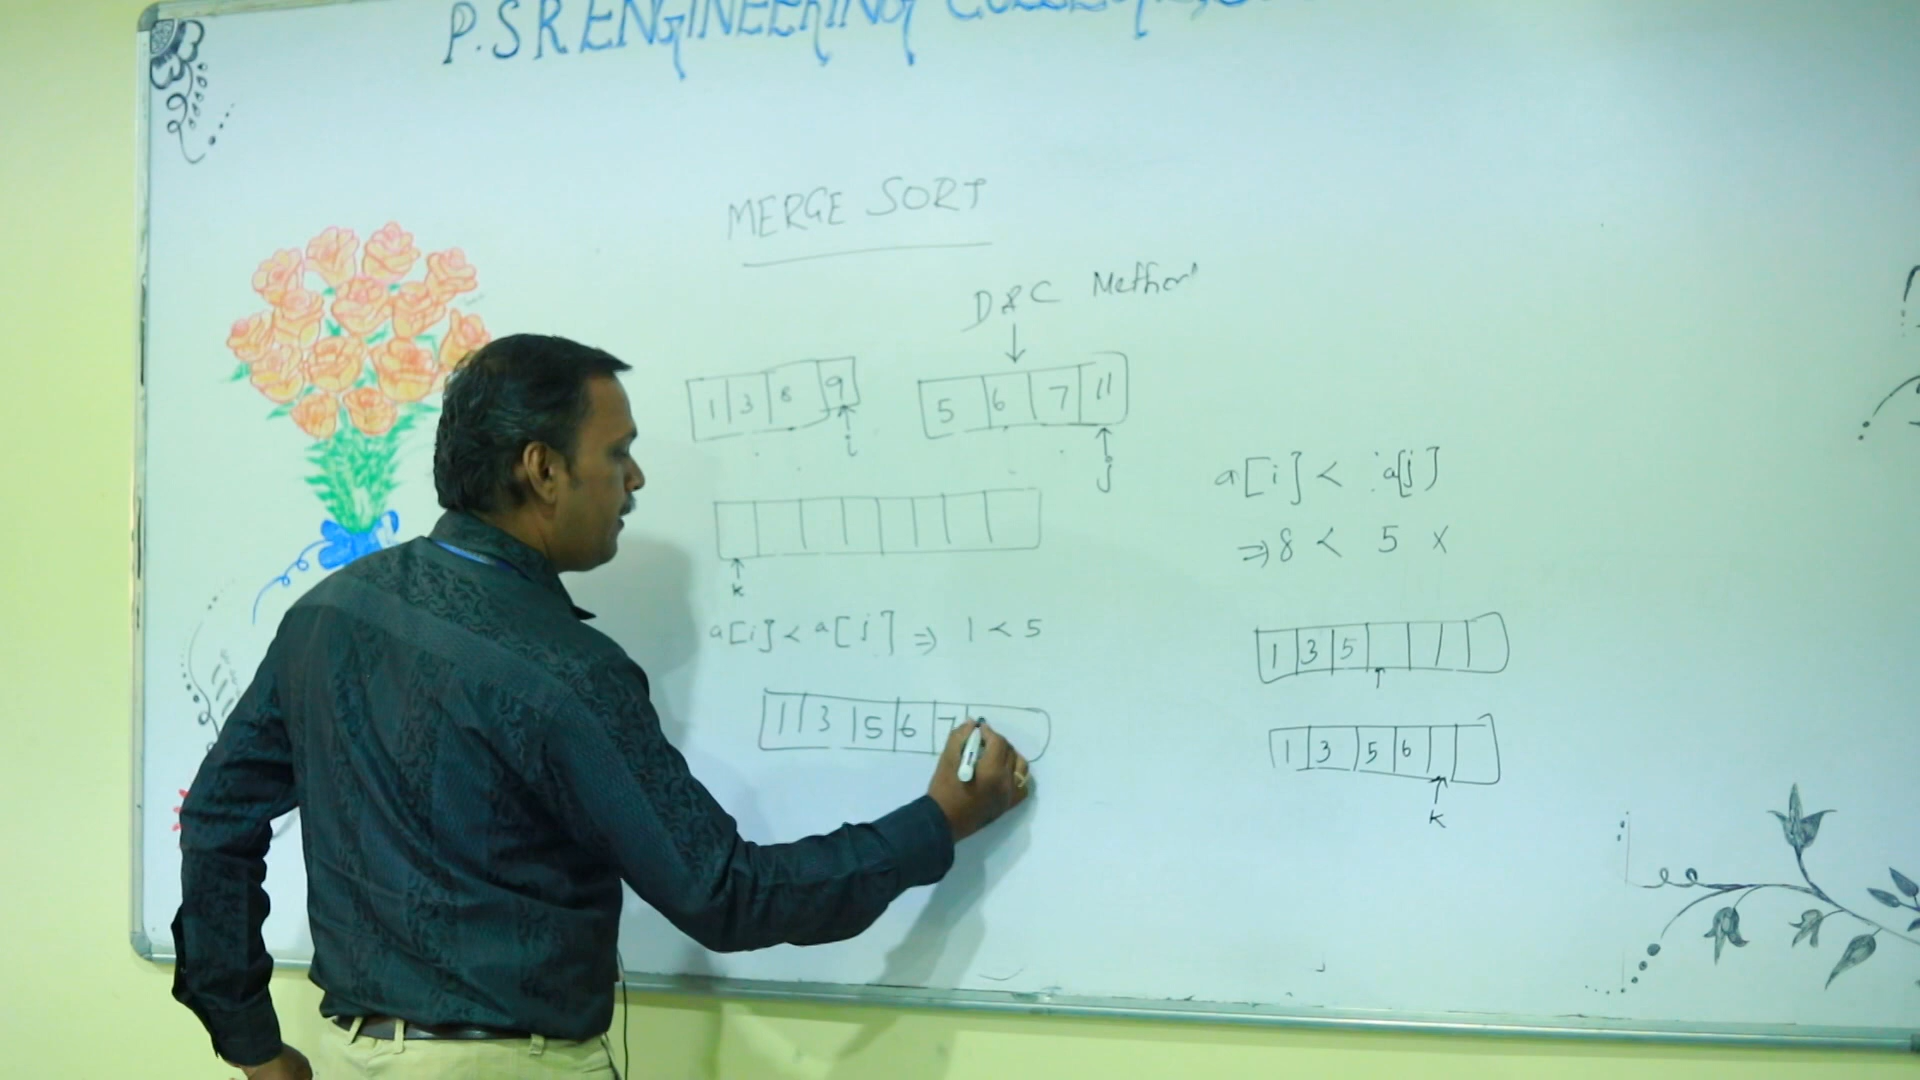 P.S R ENGINEERING COLLEGE
MERGE SORT
D & C Method
1 3 8 9
5 6 7 11
i
j
k
a[i] < a[j] ⇒ 1 < 5
1 3 5 6 7
a[i] < a[j]
⇒ 8 < 5 x
1 3 5
1 3 5 6
k